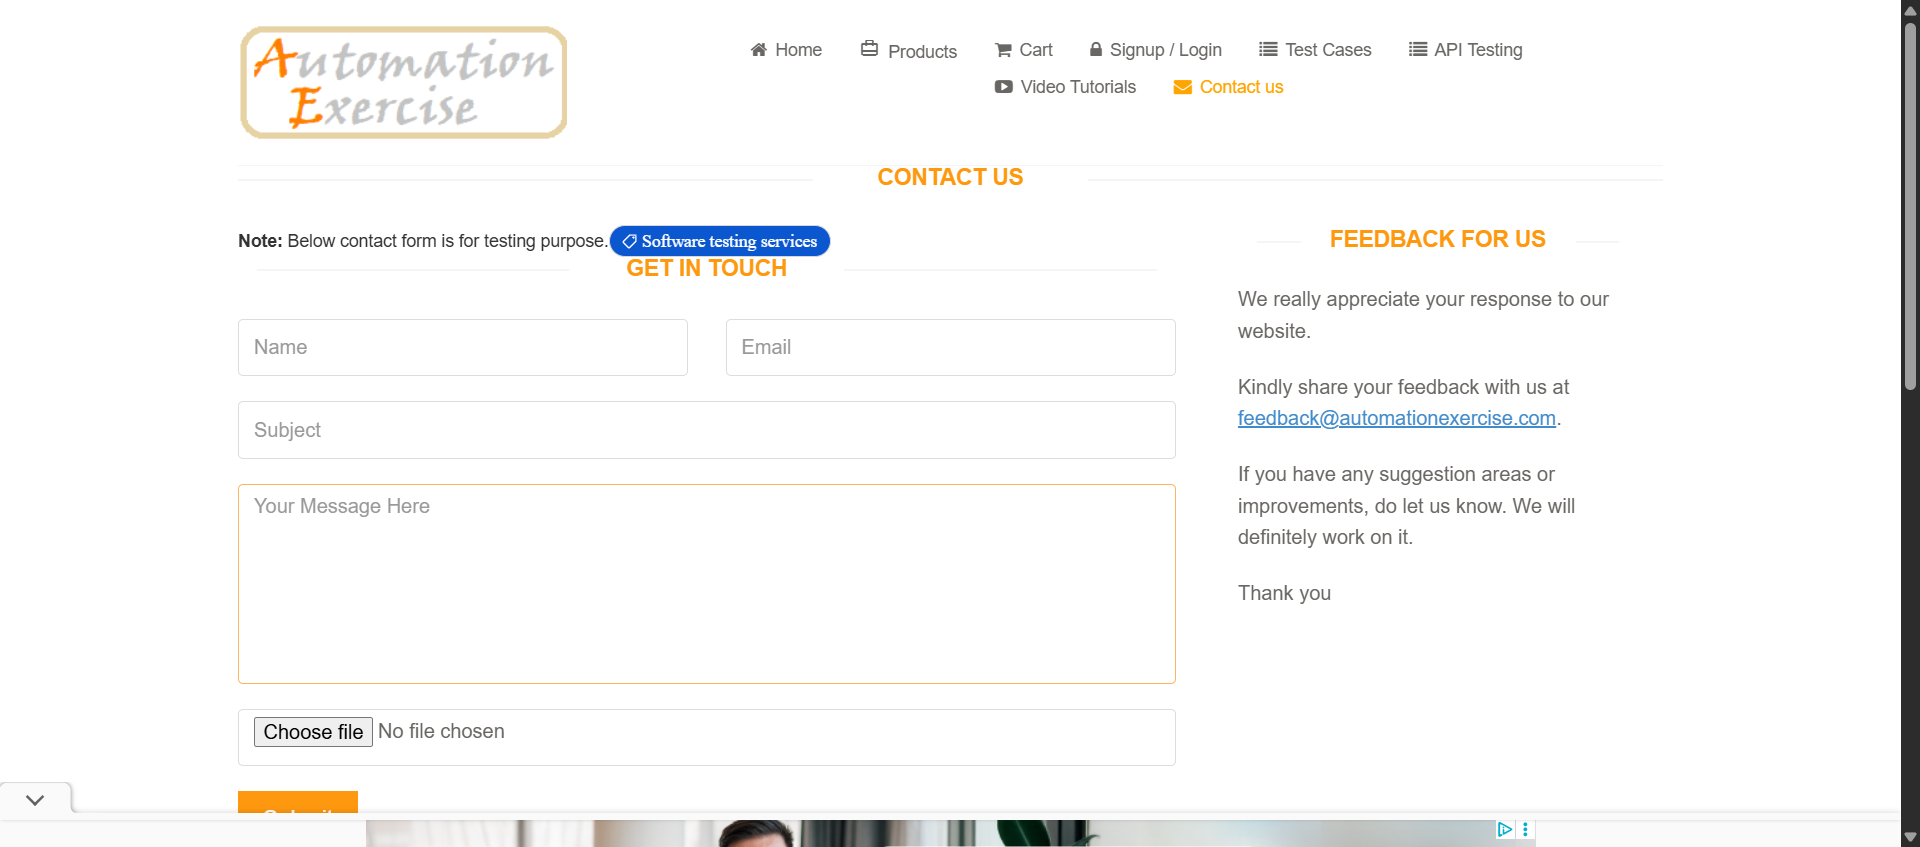 Automation
Exercise
Home
Products
Cart
Signup / Login
Test Cases
API Testing
Video Tutorials
Contact us
CONTACT US
Note: Below contact form is for testing purpose.
Software testing services
GET IN TOUCH
Name
Email
Subject
Your Message Here
Choose file No file chosen
FEEDBACK FOR US
We really appreciate your response to our
website.
Kindly share your feedback with us at
feedback@automationexercise.com.
If you have any suggestion areas or
improvements, do let us know. We will
definitely work on it.
Thank you